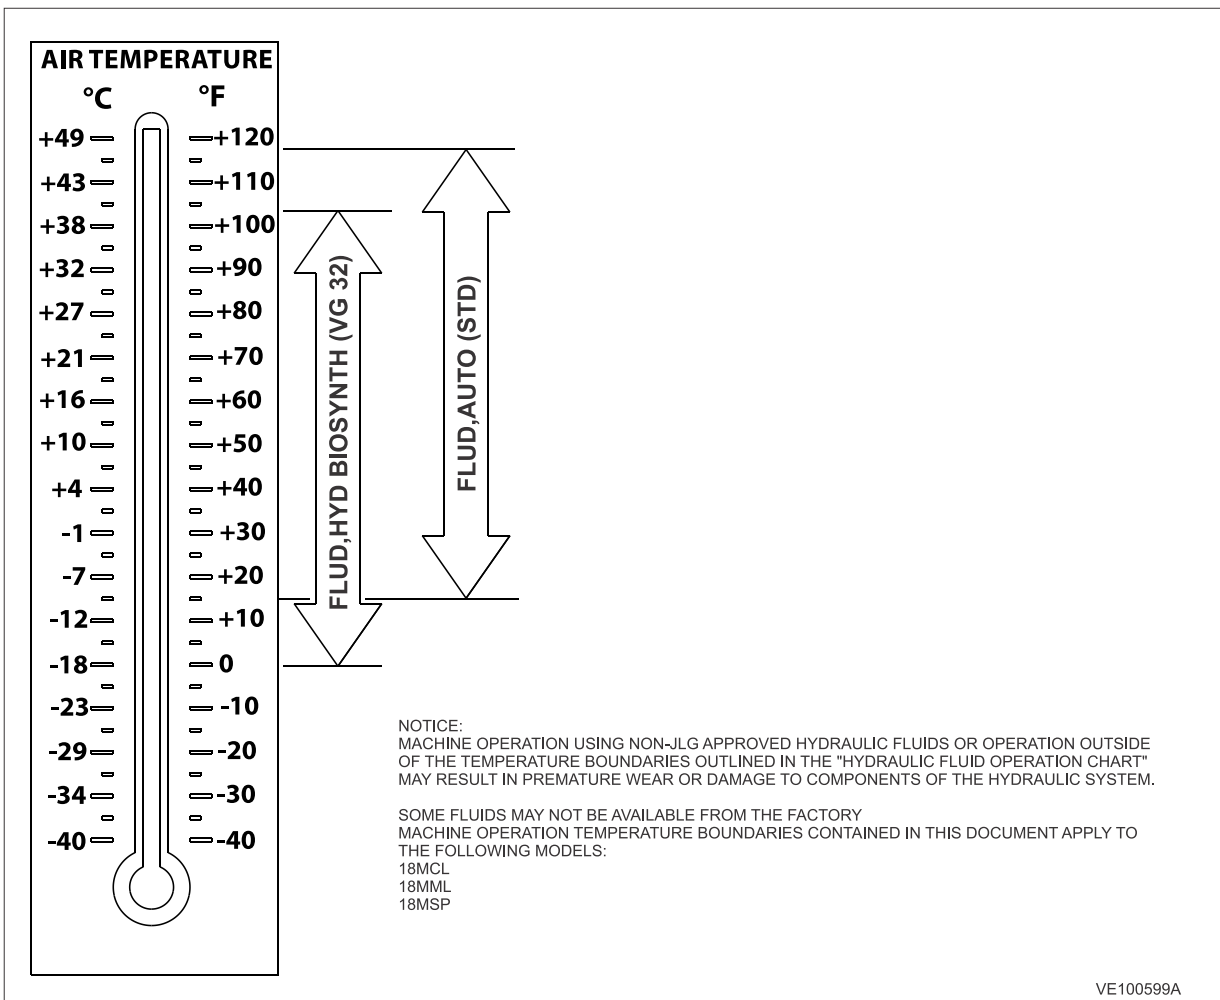 AIR TEMPERATURE
°C °F
+49 +120
+43 +110
+38 +100
+32 +90
+27 +80
+21 +70
+16 +60
+10 +50
+4 +40
-1 +30
-7 +20
-12 +10
-18 0
-23 -10
-29 -20
-34 -30
-40 -40
FLUD,HYD BIOSYNTH (VG 32)
FLUD,AUTO (STD)
NOTICE:
MACHINE OPERATION USING NON-JLG APPROVED HYDRAULIC FLUIDS OR OPERATION OUTSIDE
OF THE TEMPERATURE BOUNDARIES OUTLINED IN THE "HYDRAULIC FLUID OPERATION CHART"
MAY RESULT IN PREMATURE WEAR OR DAMAGE TO COMPONENTS OF THE HYDRAULIC SYSTEM.
SOME FLUIDS MAY NOT BE AVAILABLE FROM THE FACTORY
MACHINE OPERATION TEMPERATURE BOUNDARIES CONTAINED IN THIS DOCUMENT APPLY TO
THE FOLLOWING MODELS:
18MCL
18MML
18MSP
VE100599A